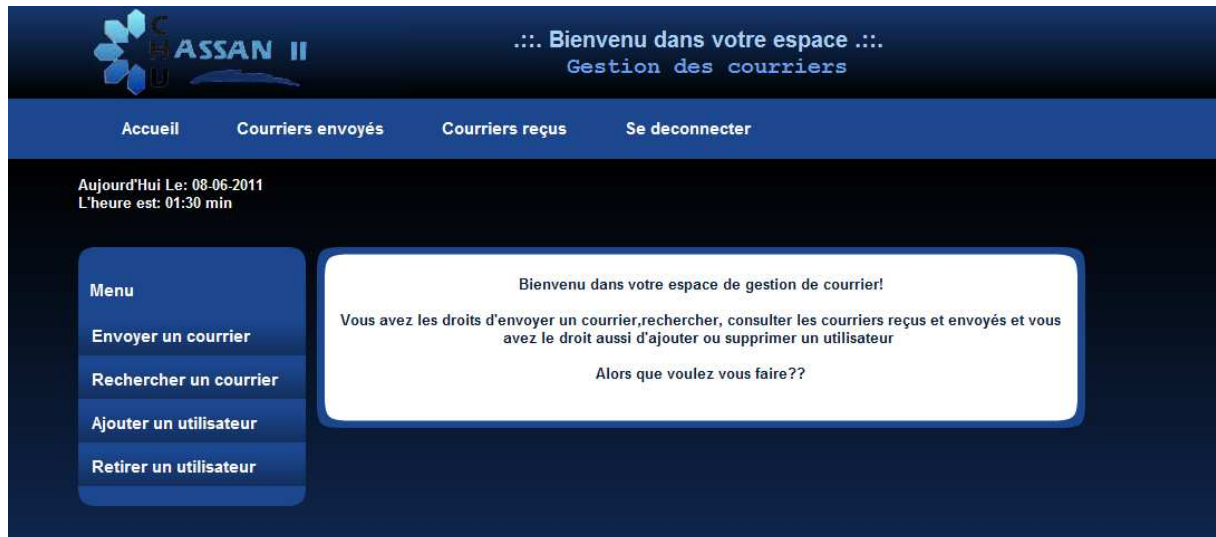 CHU
HASSAN II
.::. Bienvenu dans votre espace .::.
Gestion des courriers
Accueil Courriers envoyés Courriers reçus Se deconnecter
Aujourd'Hui Le: 08-06-2011
L'heure est: 01:30 min
Menu
Envoyer un courrier
Rechercher un courrier
Ajouter un utilisateur
Retirer un utilisateur
Bienvenu dans votre espace de gestion de courrier!
Vous avez les droits d'envoyer un courrier,rechercher, consulter les courriers reçus et envoyés et vous
avez le droit aussi d'ajouter ou supprimer un utilisateur
Alors que voulez vous faire??